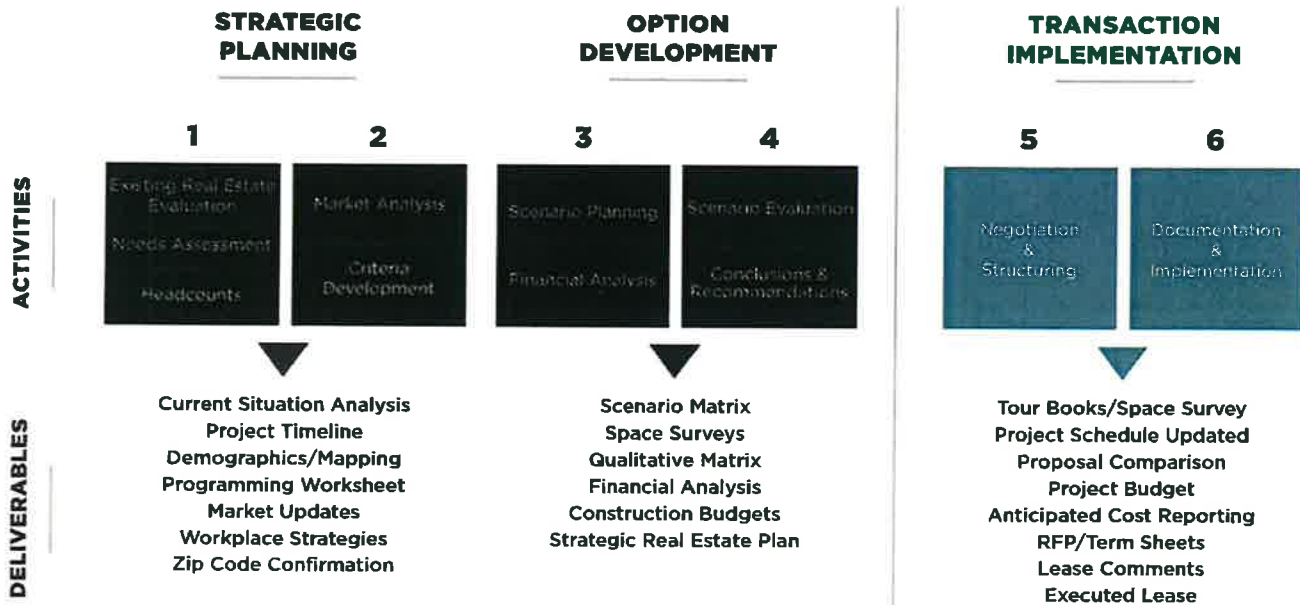 STRATEGIC
PLANNING
OPTION
DEVELOPMENT
TRANSACTION
IMPLEMENTATION
ACTIVITIES
1
Existing Real Estate
Evaluation
Needs Assessment
Headcounts
2
Market Analysis
Criteria
Development
3
Scenario Planning
Financial Analysis
4
Scenario Evaluation
Conclusions &
Recommendations
5
Negotiation
&
Structuring
6
Documentation
&
Implementation
DELIVERABLES
Current Situation Analysis
Project Timeline
Demographics/Mapping
Programming Worksheet
Market Updates
Workplace Strategies
Zip Code Confirmation
Scenario Matrix
Space Surveys
Qualitative Matrix
Financial Analysis
Construction Budgets
Strategic Real Estate Plan
Tour Books/Space Survey
Project Schedule Updated
Proposal Comparison
Project Budget
Anticipated Cost Reporting
RFP/Term Sheets
Lease Comments
Executed Lease